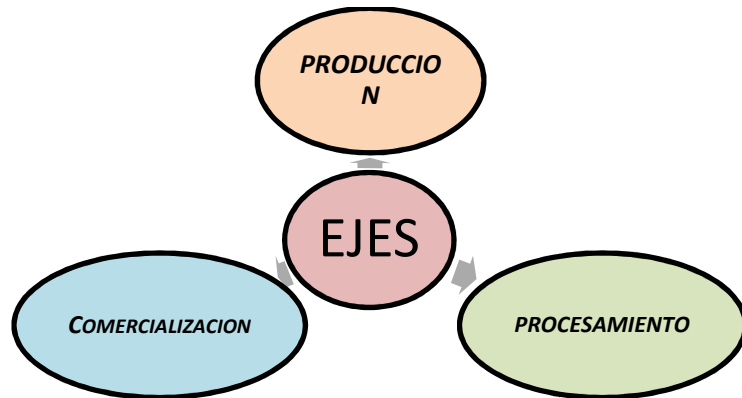 PRODUCCIO
N
EJES
COMERCIALIZACION
PROCESAMIENTO